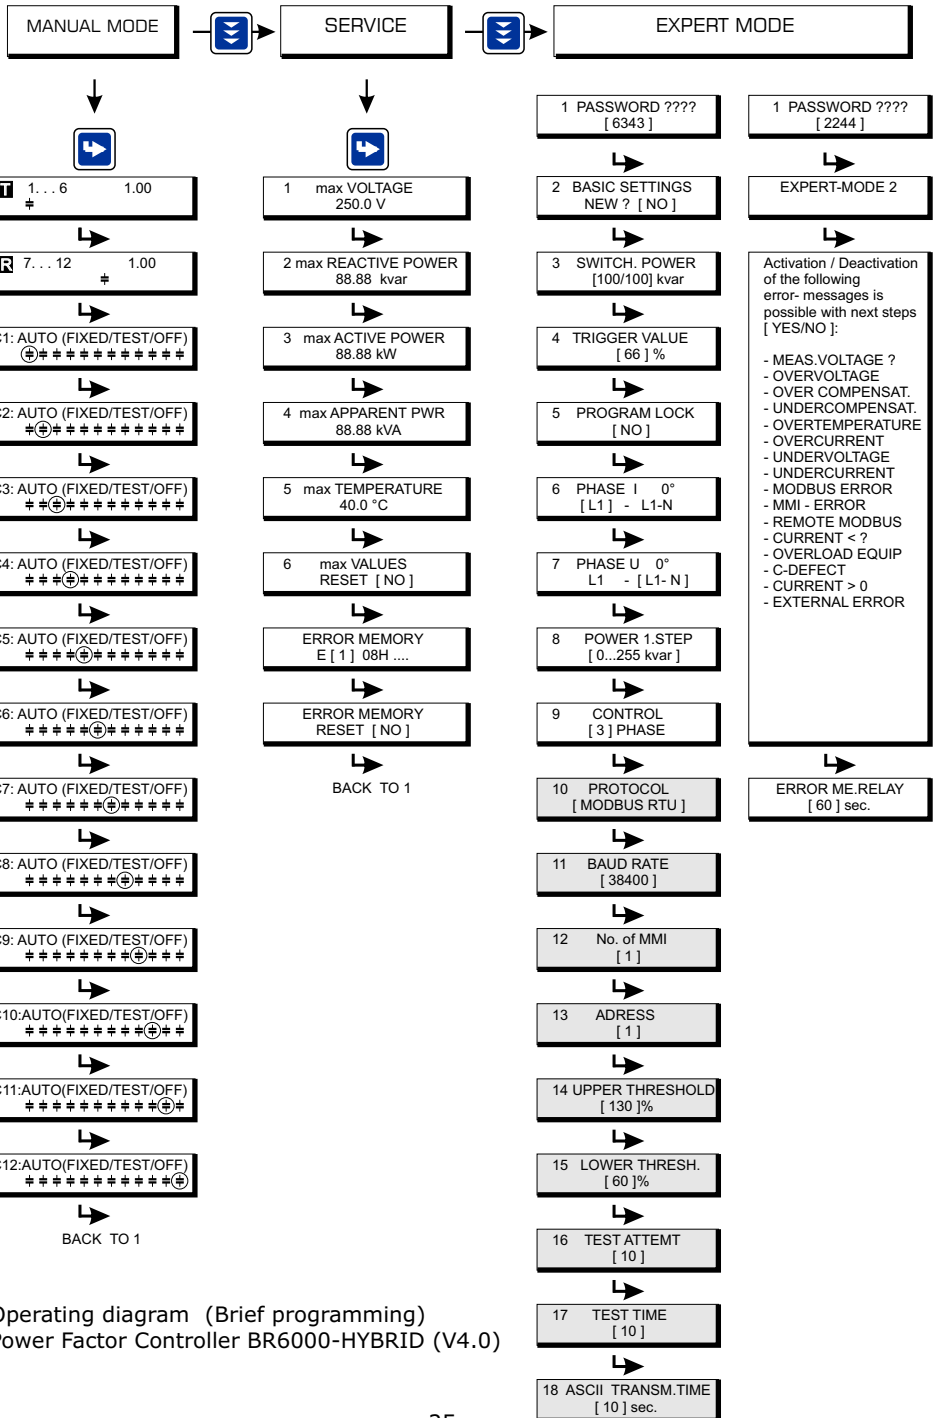 MANUAL MODE
SERVICE
EXPERT MODE
T 1. . . 6 1.00
R 7. . . 12 1.00
C1: AUTO (FIXED/TEST/OFF)
C2: AUTO (FIXED/TEST/OFF)
C3: AUTO (FIXED/TEST/OFF)
C4: AUTO (FIXED/TEST/OFF)
C5: AUTO (FIXED/TEST/OFF)
C6: AUTO (FIXED/TEST/OFF)
C7: AUTO (FIXED/TEST/OFF)
C8: AUTO (FIXED/TEST/OFF)
C9: AUTO (FIXED/TEST/OFF)
C10:AUTO(FIXED/TEST/OFF)
C11:AUTO(FIXED/TEST/OFF)
C12:AUTO(FIXED/TEST/OFF)
BACK TO 1
1 max VOLTAGE
250.0 V
2 max REACTIVE POWER
88.88 kvar
3 max ACTIVE POWER
88.88 kW
4 max APPARENT PWR
88.88 kVA
5 max TEMPERATURE
40.0 °C
6 max VALUES
RESET [ NO ]
ERROR MEMORY
E [ 1 ] 08H ....
ERROR MEMORY
RESET [ NO ]
BACK TO 1
1 PASSWORD ????
[ 6343 ]
2 BASIC SETTINGS
NEW ? [ NO ]
3 SWITCH. POWER
[100/100] kvar
4 TRIGGER VALUE
[ 66 ] %
5 PROGRAM LOCK
[ NO ]
6 PHASE I 0°
[ L1 ] - L1-N
7 PHASE U 0°
L1 - [ L1- N ]
8 POWER 1.STEP
[ 0...255 kvar ]
9 CONTROL
[ 3 ] PHASE
10 PROTOCOL
[ MODBUS RTU ]
11 BAUD RATE
[ 38400 ]
12 No. of MMI
[ 1 ]
13 ADRESS
[ 1 ]
14 UPPER THRESHOLD
[ 130 ]%
15 LOWER THRESH.
[ 60 ]%
16 TEST ATTEMT
[ 10 ]
17 TEST TIME
[ 10 ]
18 ASCII TRANSM.TIME
[ 10 ] sec.
1 PASSWORD ????
[ 2244 ]
EXPERT-MODE 2
Activation / Deactivation
of the following
error- messages is
possible with next steps
[ YES/NO ]:
- MEAS.VOLTAGE ?
- OVERVOLTAGE
- OVER COMPENSAT.
- UNDERCOMPENSAT.
- OVERTEMPERATURE
- OVERCURRENT
- UNDERVOLTAGE
- UNDERCURRENT
- MODBUS ERROR
- MMI - ERROR
- REMOTE MODBUS
- CURRENT < ?
- OVERLOAD EQUIP
- C-DEFECT
- CURRENT > 0
- EXTERNAL ERROR
ERROR ME.RELAY
[ 60 ] sec.
Operating diagram (Brief programming)
Power Factor Controller BR6000-HYBRID (V4.0)